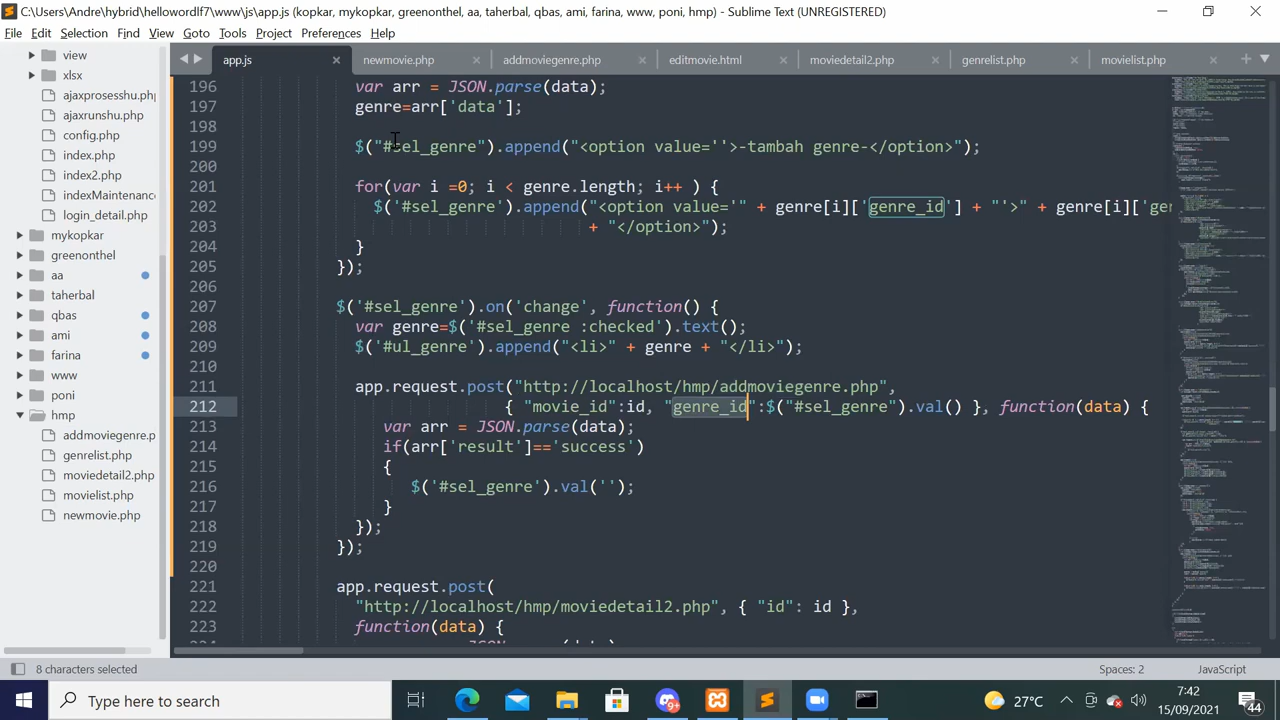 C:\Users\Andre\hybrid\helloworldlf7\www\js\app.js (kopkar, mykopkar, greenonthel, aa, taherbal, qbas, ami, farina, www, poni, hmp) - Sublime Text (UNREGISTERED)
File Edit Selection Find View Goto Tools Project Preferences Help
app.js newmovie.php addmoviegenre.php editmovie.html moviedetail2.php genrelist.php movielist.php
view
xlsx
ajaxprosesshu.ph
ajaxrunshu.php
config.php
index.php
index2.php
indexMaintenanc
login_detail.php
mykopkar
greenonthel
aa
taherbal
qbas
ami
farina
www
poni
hmp
addmoviegenre.p
genrelist.php
moviedetail2.php
movielist.php
newmovie.php
196 var arr = JSON.parse(data);
197 genre=arr['data'];
198
199 $("#sel_genre").append("<option value=''>-tambah genre-</option>");
200
201 for(var i =0; i < genre.length; i++ ) {
202 $('#sel_genre').append("<option value='" + genre[i]['genre_id'] + "'>" + genre[i]['gen
203 + "</option>");
204 }
205 });
206
207 $('#sel_genre').on('change', function() {
208 var genre=$('#sel_genre :checked').text();
209 $('#ul_genre').append("<li>" + genre + "</li>");
210
211 app.request.post("http://localhost/hmp/addmoviegenre.php",
212 { "movie_id":id, "genre_id":$("#sel_genre").val() }, function(data) {
213 var arr = JSON.parse(data);
214 if(arr['result']=='success')
215 {
216 $('#sel_genre').val('');
217 }
218 });
219 });
220
221 app.request.post(
222 "http://localhost/hmp/moviedetail2.php", { "id": id },
223 function(data) {
8 characters selected
Spaces: 2
JavaScript
Type here to search
27°C
7:42
15/09/2021
44